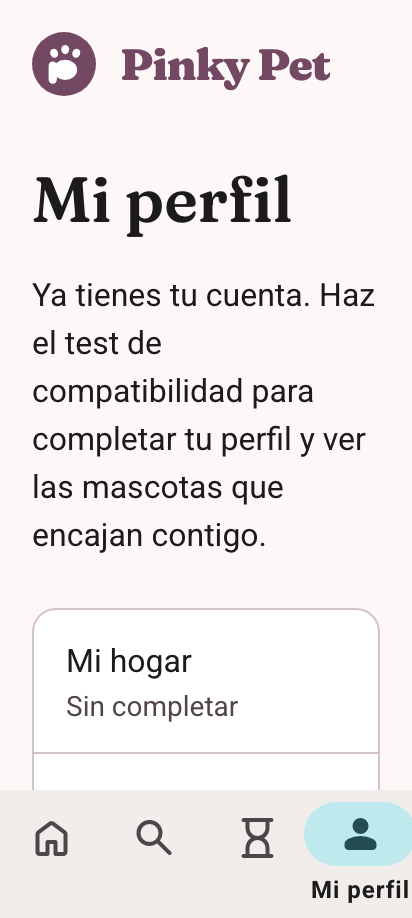 Pinky Pet
Mi perfil
Ya tienes tu cuenta. Haz
el test de
compatibilidad para
completar tu perfil y ver
las mascotas que
encajan contigo.
Mi hogar
Sin completar
Mi perfil